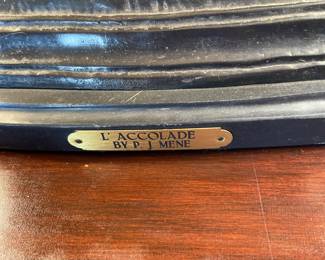 L' ACCOLADE
BY P. J MENE